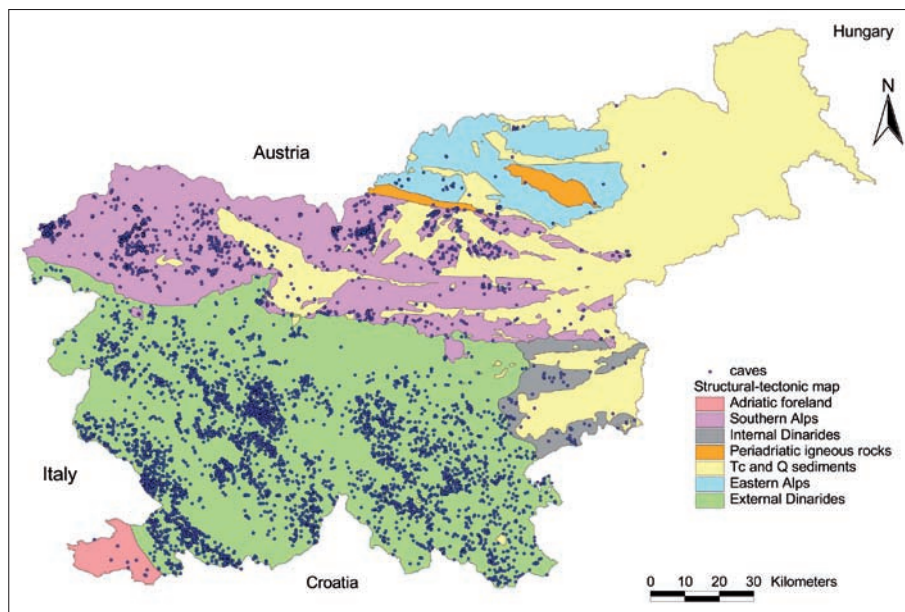 Hungary
N
Austria
caves
Structural-tectonic map
Adriatic foreland
Southern Alps
Internal Dinarides
Periadriatic igneous rocks
Tc and Q sediments
Eastern Alps
External Dinarides
Italy
Croatia
0 10 20 30 Kilometers